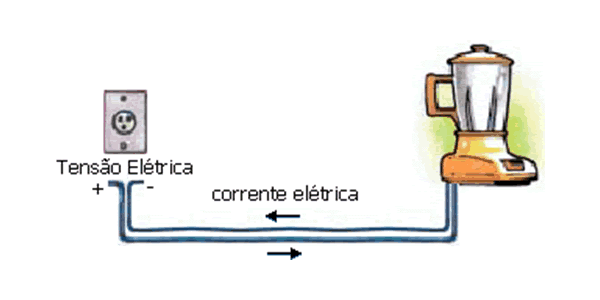 Tensão Elétrica
+ -
corrente elétrica